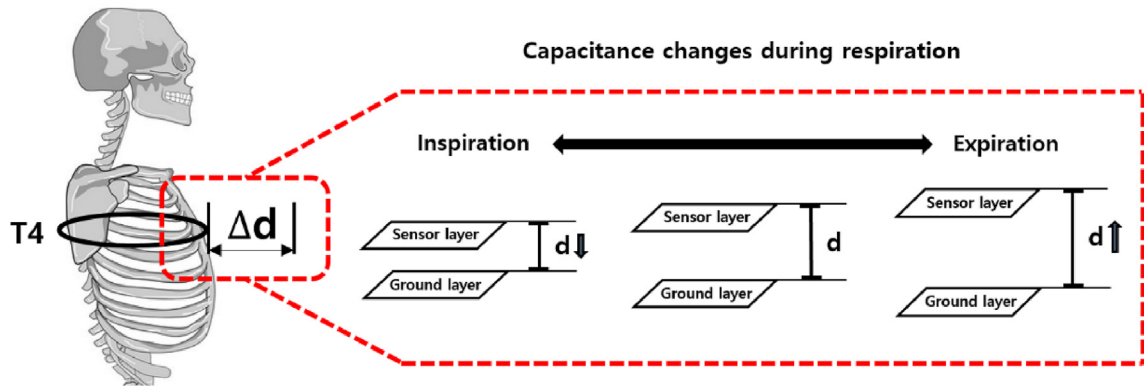 Capacitance changes during respiration
Inspiration
Expiration
T4
Δd
Sensor layer
Ground layer
d
Sensor layer
Ground layer
d
Sensor layer
Ground layer
d